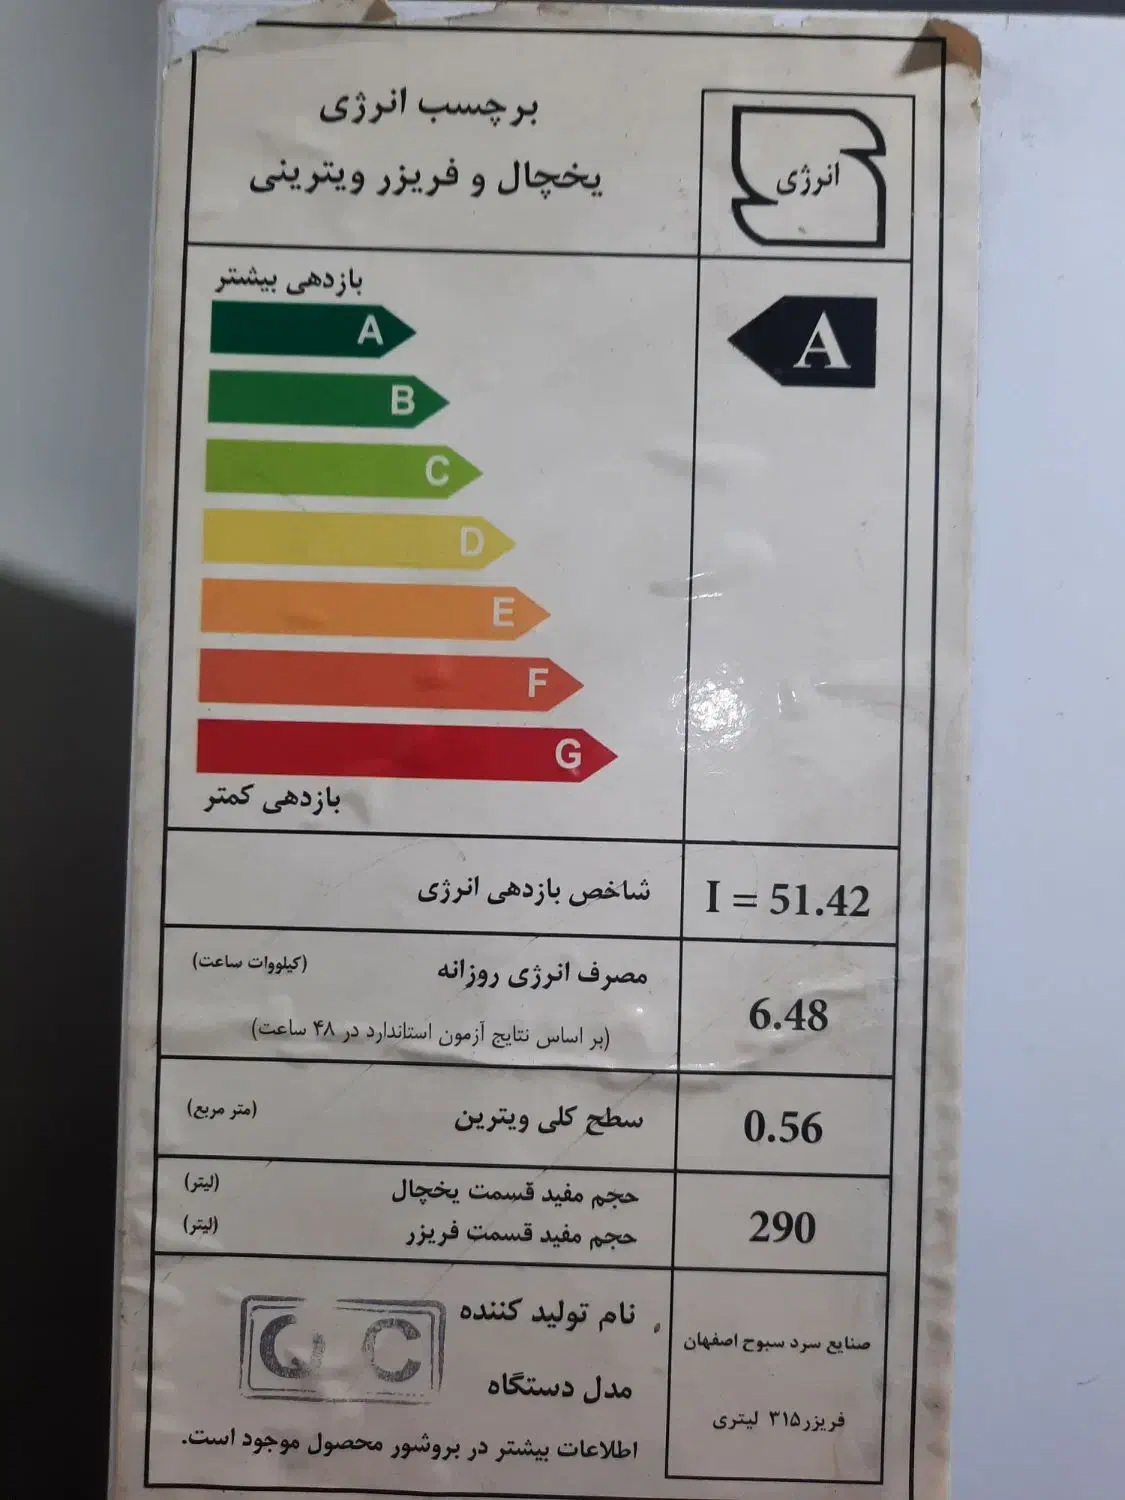 برچسب انرژی
یخچال و فریزر ویترینی
انرژی
بازدهی بیشتر
A
A
B
C
D
E
F
G
بازدهی کمتر
شاخص بازدهی انرژی
I = 51.42
مصرف انرژی روزانه (کیلووات ساعت)
(بر اساس نتایج آزمون استاندارد در ۴۸ ساعت)
6.48
سطح کلی ویترین (متر مربع)
0.56
حجم مفید قسمت یخچال (لیتر)
حجم مفید قسمت فریزر (لیتر)
290
نام تولید کننده
صنایع سرد سبوح اصفهان
QC
مدل دستگاه
فریزر۳۱۵ لیتری
اطلاعات بیشتر در بروشور محصول موجود است.